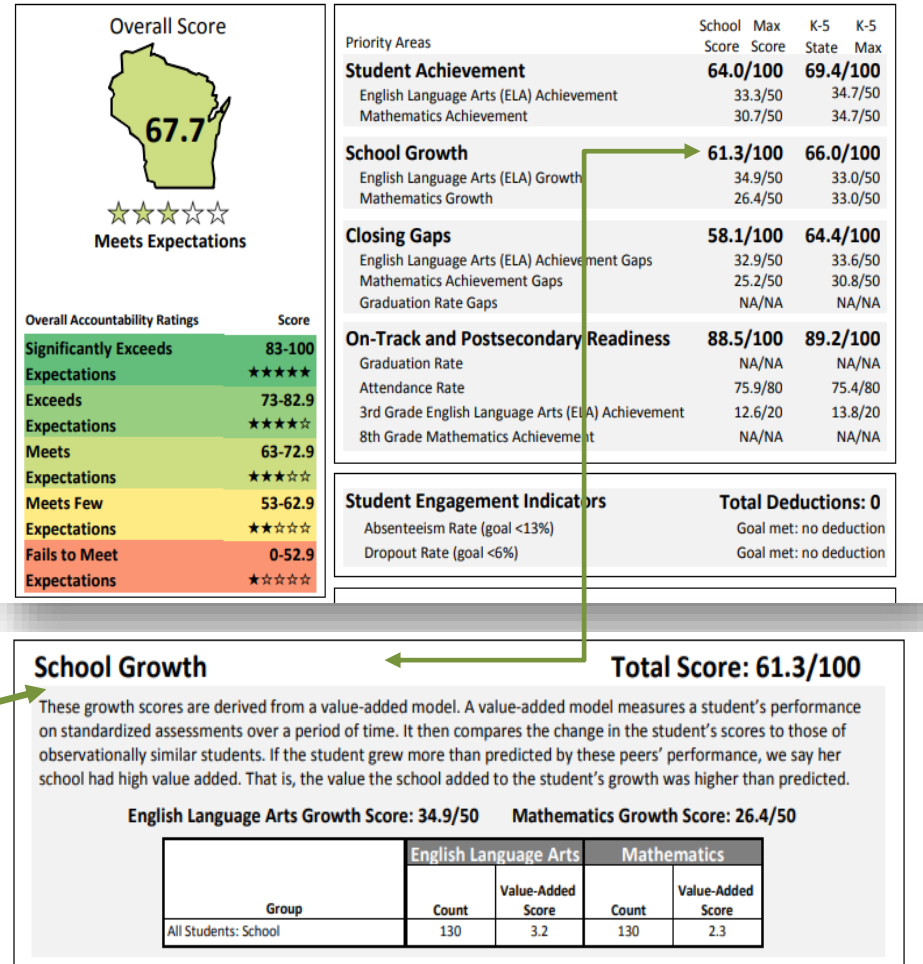 Overall Score
67.7
Meets Expectations
Overall Accountability Ratings Score
Significantly Exceeds 83-100
Expectations ★★★★★
Exceeds 73-82.9
Expectations ★★★★☆
Meets 63-72.9
Expectations ★★★☆☆
Meets Few 53-62.9
Expectations ★★☆☆☆
Fails to Meet 0-52.9
Expectations ★☆☆☆☆
School Max K-5 K-5
Priority Areas Score Score State Max
Student Achievement 64.0/100 69.4/100
English Language Arts (ELA) Achievement 33.3/50 34.7/50
Mathematics Achievement 30.7/50 34.7/50
School Growth 61.3/100 66.0/100
English Language Arts (ELA) Growth 34.9/50 33.0/50
Mathematics Growth 26.4/50 33.0/50
Closing Gaps 58.1/100 64.4/100
English Language Arts (ELA) Achievement Gaps 32.9/50 33.6/50
Mathematics Achievement Gaps 25.2/50 30.8/50
Graduation Rate Gaps NA/NA NA/NA
On-Track and Postsecondary Readiness 88.5/100 89.2/100
Graduation Rate NA/NA NA/NA
Attendance Rate 75.9/80 75.4/80
3rd Grade English Language Arts (ELA) Achievement 12.6/20 13.8/20
8th Grade Mathematics Achievement NA/NA NA/NA
Student Engagement Indicators Total Deductions: 0
Absenteeism Rate (goal <13%) Goal met: no deduction
Dropout Rate (goal <6%) Goal met: no deduction
School Growth Total Score: 61.3/100
These growth scores are derived from a value-added model. A value-added model measures a student's performance
on standardized assessments over a period of time. It then compares the change in the student's scores to those of
observationally similar students. If the student grew more than predicted by these peers' performance, we say her
school had high value added. That is, the value the school added to the student's growth was higher than predicted.
English Language Arts Growth Score: 34.9/50 Mathematics Growth Score: 26.4/50
English Language Arts Mathematics
Value-Added Value-Added
Group Count Score Count Score
All Students: School 130 3.2 130 2.3